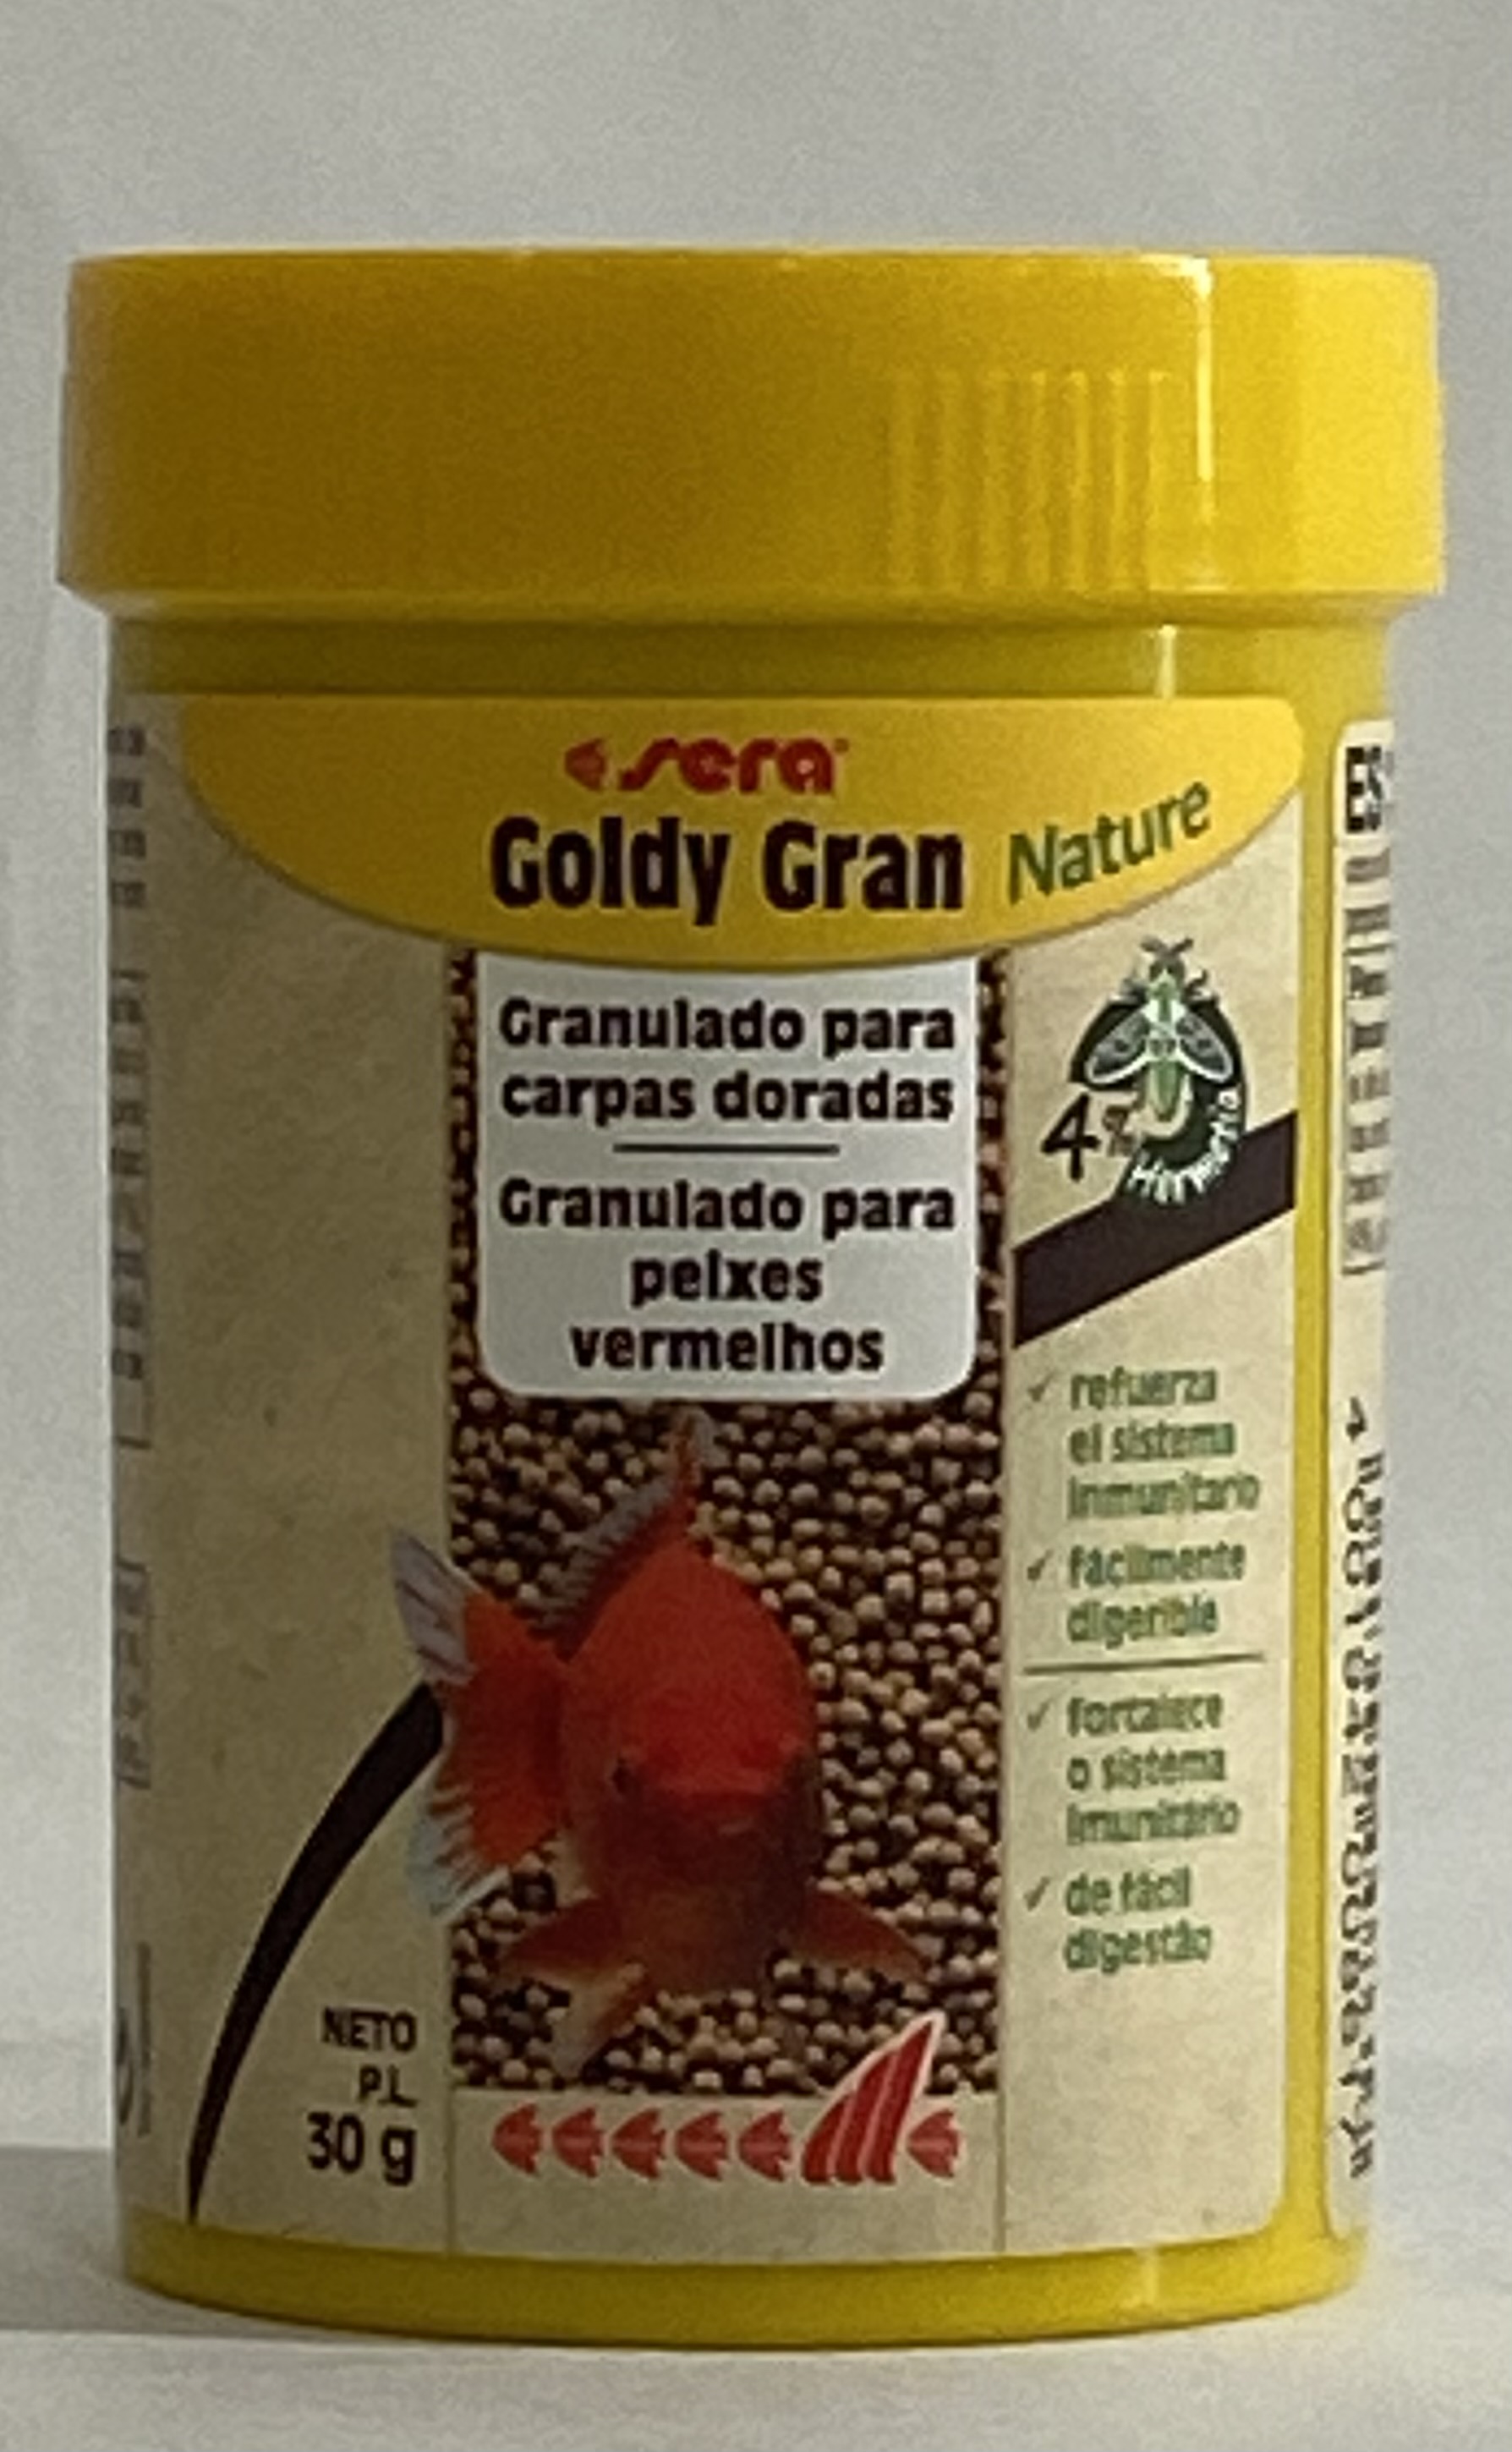 sera
Goldy Gran Nature
Granulado para
carpas doradas
Granulado para
peixes
vermelhos
4%
Hermetia
refuerza
el sistema
inmunitario
fácilmente
digerible
fortalece
o sistema
imunitário
de fácil
digestão
NETO
P.L.
30 g